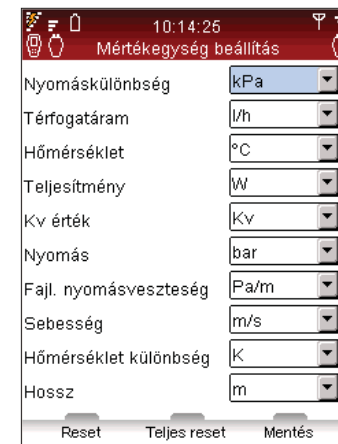 10:14:25
Mértékegység beállítás
Nyomáskülönbség kPa
Térfogatáram l/h
Hőmérséklet °C
Teljesítmény W
Kv érték Kv
Nyomás bar
Fajl. nyomásveszteség Pa/m
Sebesség m/s
Hőmérséklet különbség K
Hossz m
Reset Teljes reset Mentés